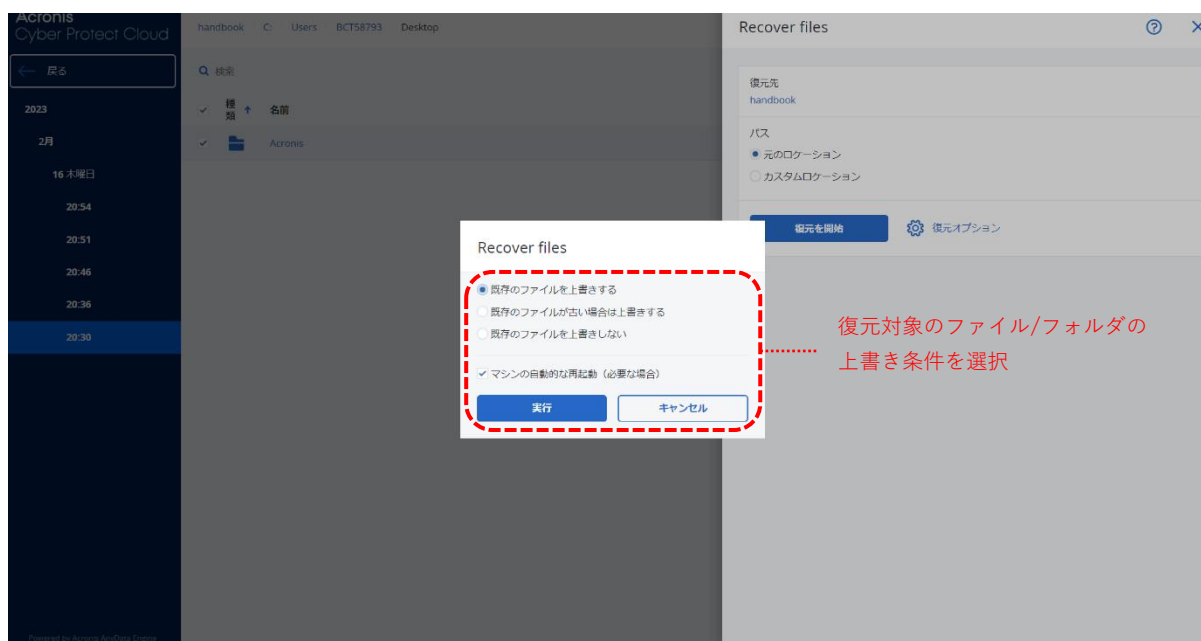 Acronis
Cyber Protect Cloud
handbook C: Users BCT58793 Desktop
Recover files
戻る
検索
2023
種類 名前
2月
Acronis
16 木曜日
20:54
20:51
20:46
20:36
20:30
復元先
handbook
パス
元のロケーション
カスタムロケーション
復元を開始 復元オプション
Recover files
既存のファイルを上書きする
既存のファイルが古い場合は上書きする
既存のファイルを上書きしない
マシンの自動的な再起動（必要な場合）
実行 キャンセル
復元対象のファイル/フォルダの
上書き条件を選択
Powered by Acronis AnyData Engine